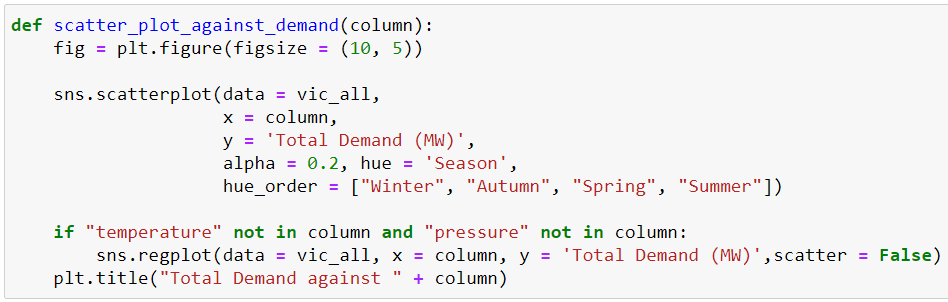 def scatter_plot_against_demand(column):
    fig = plt.figure(figsize = (10, 5))

    sns.scatterplot(data = vic_all,
                    x = column,
                    y = 'Total Demand (MW)',
                    alpha = 0.2, hue = 'Season',
                    hue_order = ["Winter", "Autumn", "Spring", "Summer"])

    if "temperature" not in column and "pressure" not in column:
        sns.regplot(data = vic_all, x = column, y = 'Total Demand (MW)',scatter = False)
    plt.title("Total Demand against " + column)